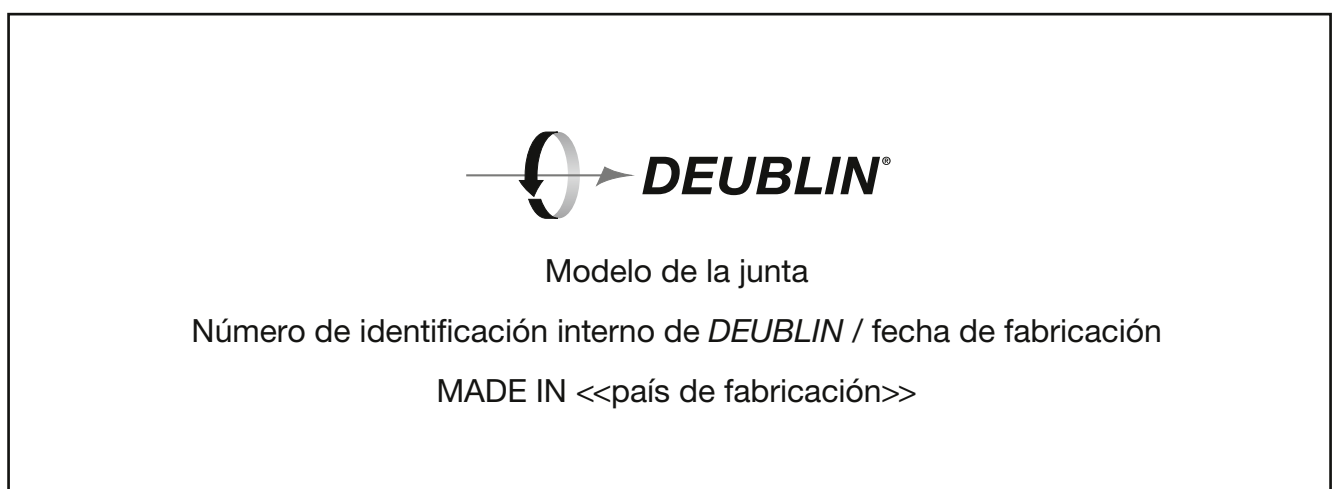 DEUBLIN®
Modelo de la junta
Número de identificación interno de DEUBLIN / fecha de fabricación
MADE IN <<país de fabricación>>